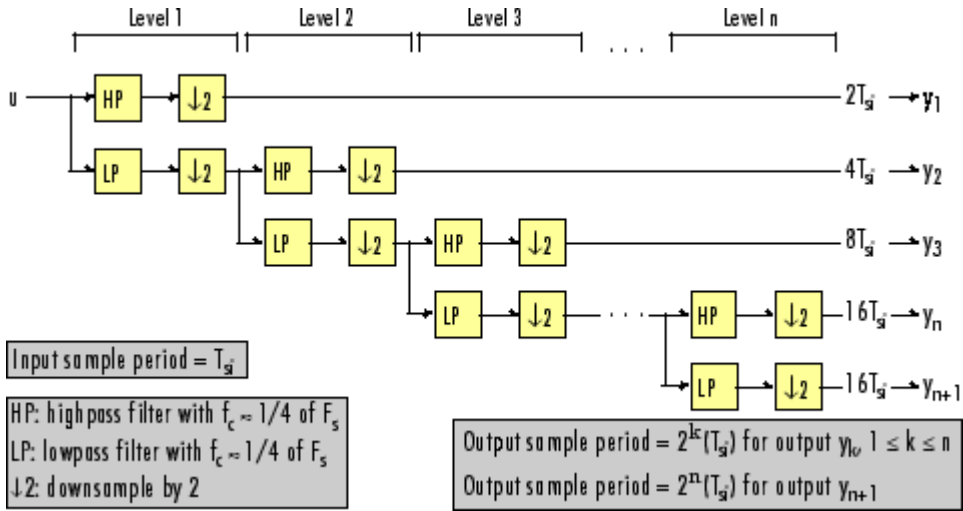 Level 1 Level 2 Level 3 Level n
. . .
u HP ↓2 2T_si y_1
LP ↓2 HP ↓2 4T_si y_2
LP ↓2 HP ↓2 8T_si y_3
LP ↓2 . . . HP ↓2 16T_si y_n
LP ↓2 16T_si y_n+1
Input sample period = T_si
HP: highpass filter with f_c ≈ 1/4 of F_s
LP: lowpass filter with f_c ≈ 1/4 of F_s
↓2: downsample by 2
Output sample period = 2^k(T_si) for output y_k, 1 ≤ k ≤ n
Output sample period = 2^n(T_si) for output y_n+1